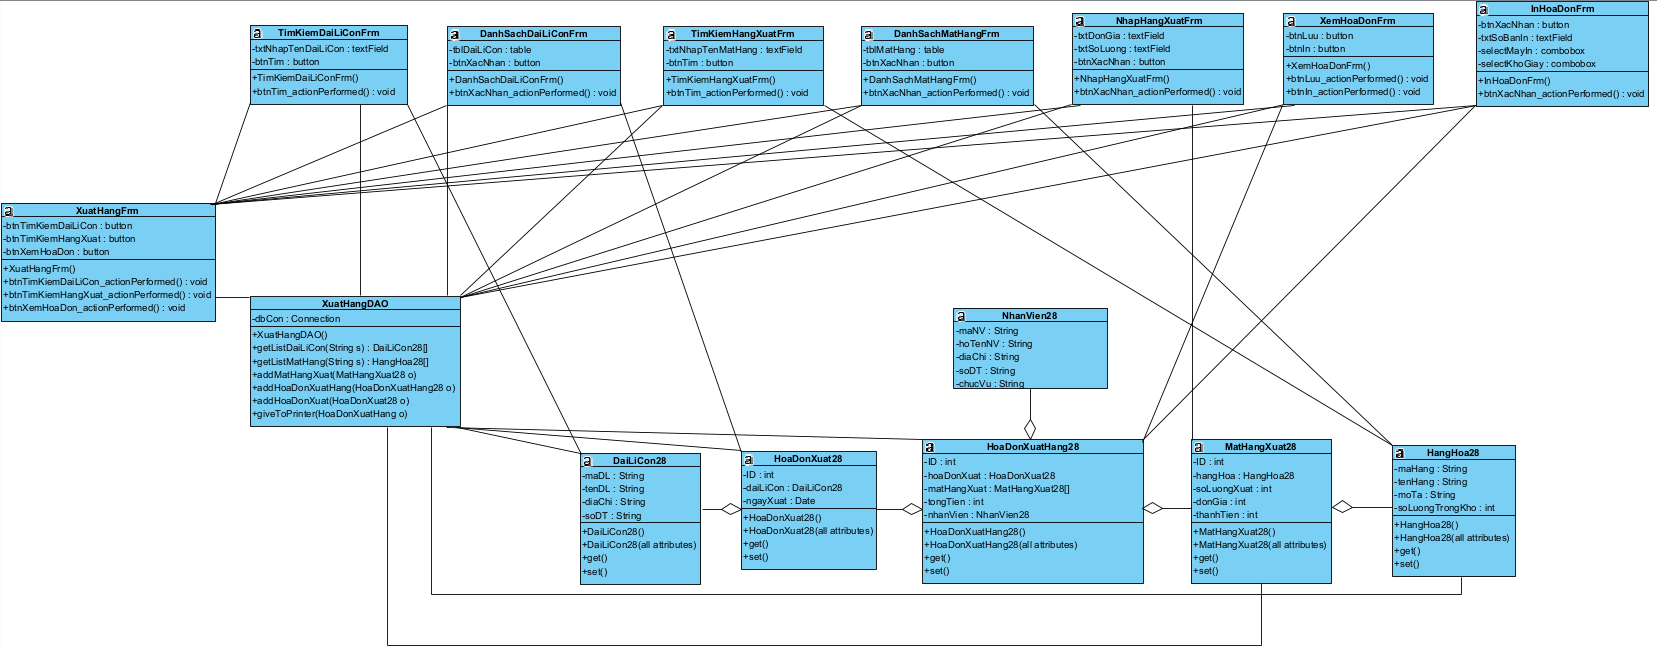 TimKiemDaiLiConFrm
-txtNhapTenDaiLiCon : textField
-btnTim : button
+TimKiemDaiLiConFrm()
+btnTim_actionPerformed() : void
DanhSachDaiLiConFrm
-tblDaiLiCon : table
-btnXacNhan : button
+DanhSachDaiLiConFrm()
+btnXacNhan_actionPerformed() : void
TimKiemHangXuatFrm
-txtNhapTenMatHang : textField
-btnTim : button
+TimKiemHangXuatFrm()
+btnTim_actionPerformed() : void
DanhSachMatHangFrm
-tblMatHang : table
-btnXacNhan : button
+DanhSachMatHangFrm()
+btnXacNhan_actionPerformed() : void
NhapHangXuatFrm
-txtDonGia : textField
-txtSoLuong : textField
-btnXacNhan : button
+NhapHangXuatFrm()
+btnXacNhan_actionPerformed() : void
XemHoaDonFrm
-btnLuu : button
-btnIn : button
+XemHoaDonFrm()
+btnLuu_actionPerformed() : void
+btnIn_actionPerformed() : void
InHoaDonFrm
-btnXacNhan : button
-txtSoBanIn : textField
-selectMayIn : combobox
-selectKhoGiay : combobox
+InHoaDonFrm()
+btnXacNhan_actionPerformed() : void
XuatHangFrm
-btnTimKiemDaiLiCon : button
-btnTimKiemHangXuat : button
-btnXemHoaDon : button
+XuatHangFrm()
+btnTimKiemDaiLiCon_actionPerformed() : void
+btnTimKiemHangXuat_actionPerformed() : void
+btnXemHoaDon_actionPerformed() : void
XuatHangDAO
-dbCon : Connection
+XuatHangDAO()
+getListDaiLiCon(String s) : DaiLiCon28[]
+getListMatHang(String s) : HangHoa28[]
+addMatHangXuat(MatHangXuat28 o)
+addHoaDonXuatHang(HoaDonXuatHang28 o)
+addHoaDonXuat(HoaDonXuat28 o)
+giveToPrinter(HoaDonXuatHang o)
NhanVien28
-maNV : String
-hoTenNV : String
-diaChi : String
-soDT : String
-chucVu : String
DaiLiCon28
-maDL : String
-tenDL : String
-diaChi : String
-soDT : String
+DaiLiCon28()
+DaiLiCon28(all attributes)
+get()
+set()
HoaDonXuat28
-ID : int
-daiLiCon : DaiLiCon28
-ngayXuat : Date
+HoaDonXuat28()
+HoaDonXuat28(all attributes)
+get()
+set()
HoaDonXuatHang28
-ID : int
-hoaDonXuat : HoaDonXuat28
-matHangXuat : MatHangXuat28[]
-tongTien : int
-nhanVien : NhanVien28
+HoaDonXuatHang28()
+HoaDonXuatHang28(all attributes)
+get()
+set()
MatHangXuat28
-ID : int
-hangHoa : HangHoa28
-soLuongXuat : int
-donGia : int
-thanhTien : int
+MatHangXuat28()
+MatHangXuat28(all attributes)
+get()
+set()
HangHoa28
-maHang : String
-tenHang : String
-moTa : String
-soLuongTrongKho : int
+HangHoa28()
+HangHoa28(all attributes)
+get()
+set()